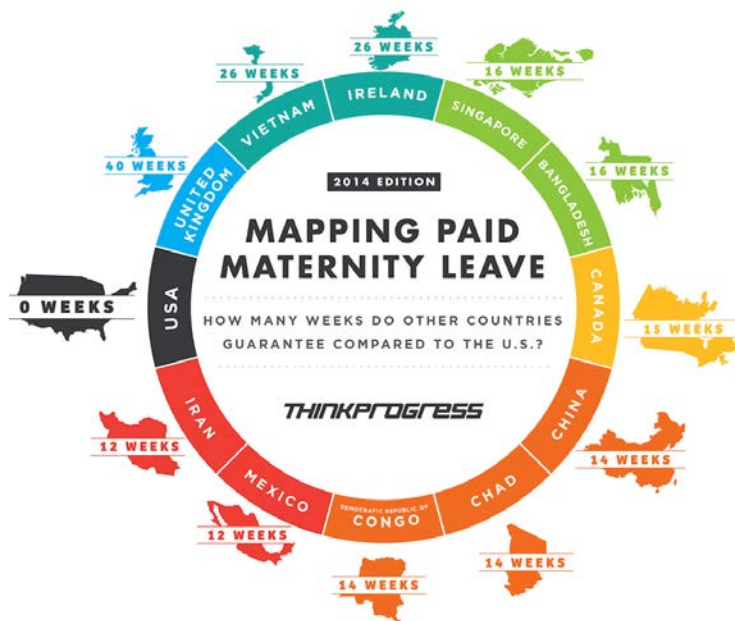 2014 EDITION
MAPPING PAID
MATERNITY LEAVE
HOW MANY WEEKS DO OTHER COUNTRIES
GUARANTEE COMPARED TO THE U.S.?
THINKPROGRESS
IRELAND
26 WEEKS
SINGAPORE
16 WEEKS
BANGLADESH
16 WEEKS
CANADA
15 WEEKS
CHINA
14 WEEKS
CHAD
14 WEEKS
DEMOCRATIC REPUBLIC OF
CONGO
14 WEEKS
MEXICO
12 WEEKS
IRAN
12 WEEKS
USA
0 WEEKS
UNITED
KINGDOM
40 WEEKS
VIETNAM
26 WEEKS